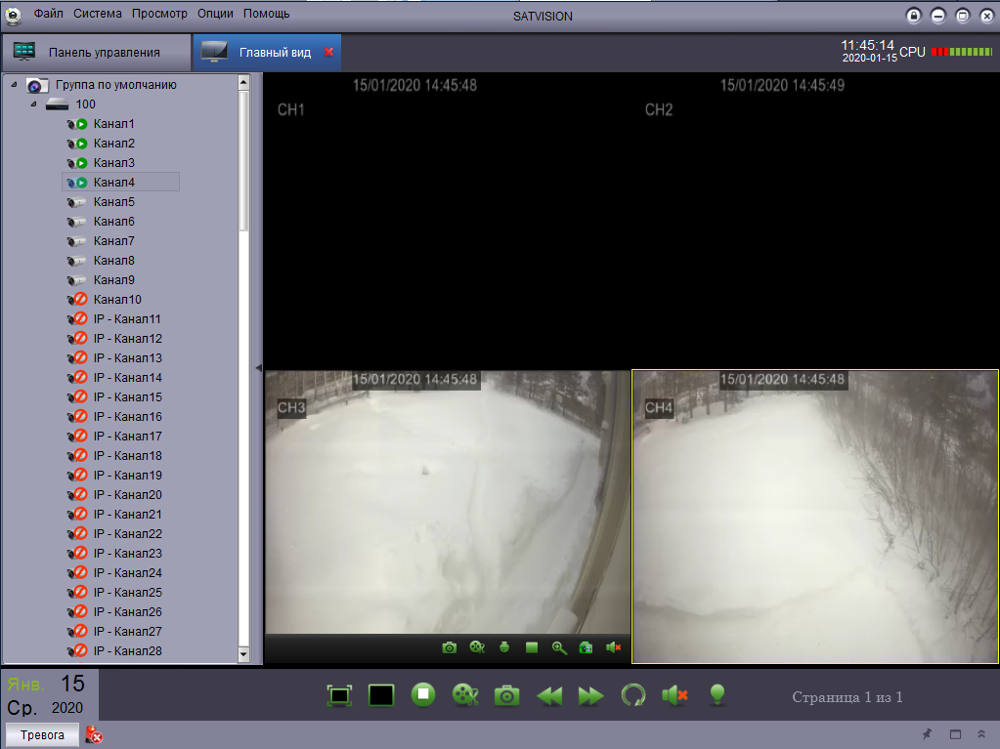 Файл Система Просмотр Опции Помощь
SATVISION
Панель управления
Главный вид
11:45:14
2020-01-15
CPU
Группа по умолчанию
100
Канал1
Канал2
Канал3
Канал4
Канал5
Канал6
Канал7
Канал8
Канал9
Канал10
IP - Канал11
IP - Канал12
IP - Канал13
IP - Канал14
IP - Канал15
IP - Канал16
IP - Канал17
IP - Канал18
IP - Канал19
IP - Канал20
IP - Канал21
IP - Канал22
IP - Канал23
IP - Канал24
IP - Канал25
IP - Канал26
IP - Канал27
IP - Канал28
15/01/2020 14:45:48
CH1
15/01/2020 14:45:49
CH2
15/01/2020 14:45:48
CH3
15/01/2020 14:45:48
CH4
Янв. 15
Ср. 2020
Страница 1 из 1
Тревога